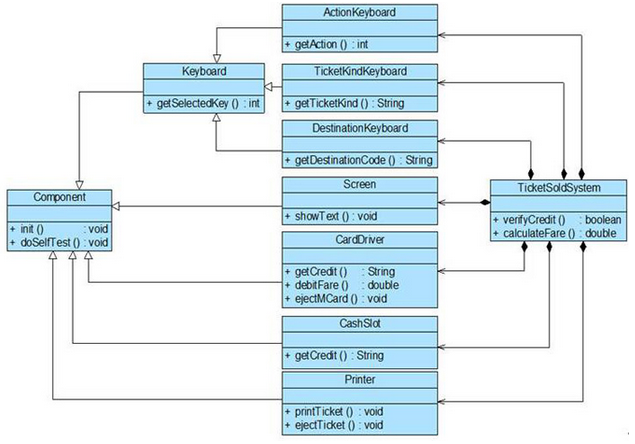 ActionKeyboard
+ getAction () : int
Keyboard
+ getSelectedKey () : int
TicketKindKeyboard
+ getTicketKind () : String
DestinationKeyboard
+ getDestinationCode () : String
Component
+ init () : void
+ doSelfTest () : void
Screen
+ showText () : void
TicketSoldSystem
+ verifyCredit () : boolean
+ calculateFare () : double
CardDriver
+ getCredit () : String
+ debitFare () : double
+ ejectMCard () : void
CashSlot
+ getCredit () : String
Printer
+ printTicket () : void
+ ejectTicket () : void